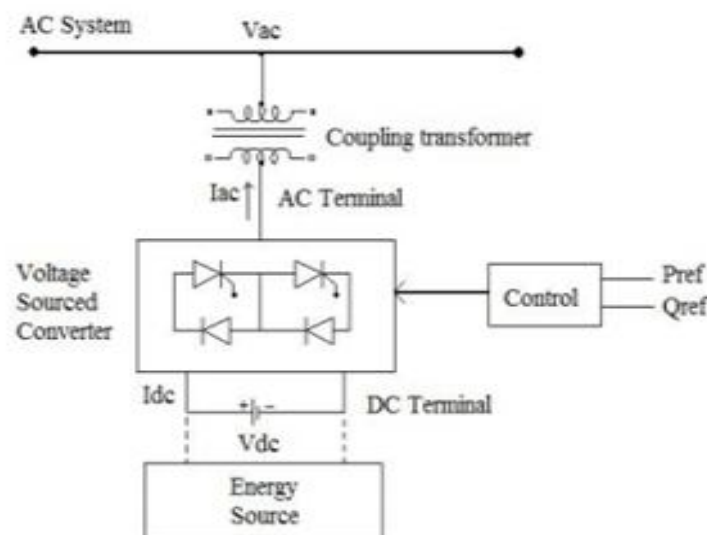 AC System
Vac
Coupling transformer
Iac
AC Terminal
Voltage
Sourced
Converter
Control
Pref
Qref
Idc
+ −
DC Terminal
Vdc
Energy
Source